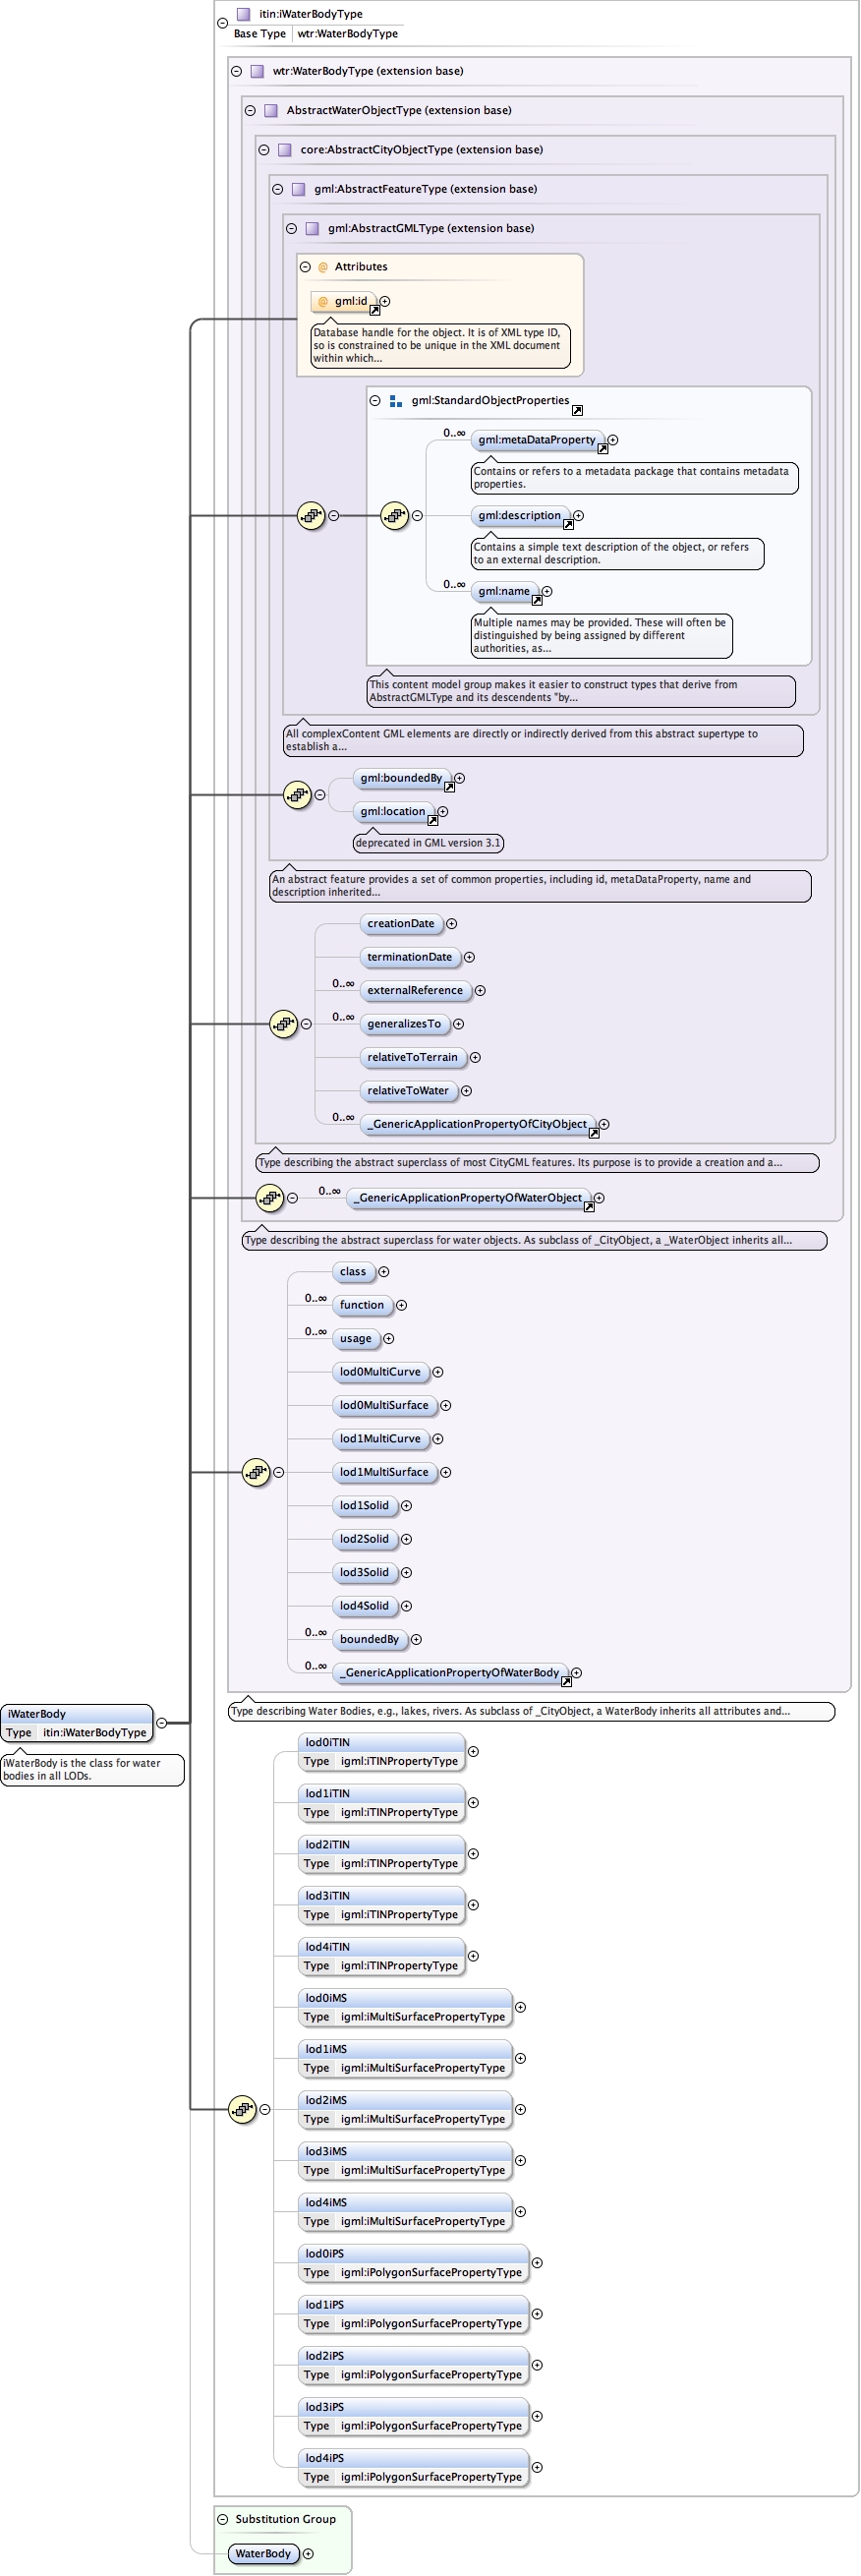 itin:iWaterBodyType
Base Type wtr:WaterBodyType
wtr:WaterBodyType (extension base)
AbstractWaterObjectType (extension base)
core:AbstractCityObjectType (extension base)
gml:AbstractFeatureType (extension base)
gml:AbstractGMLType (extension base)
@ Attributes
@ gml:id
Database handle for the object. It is of XML type ID,
so is constrained to be unique in the XML document
within which...
gml:StandardObjectProperties
0..∞ gml:metaDataProperty
Contains or refers to a metadata package that contains metadata
properties.
gml:description
Contains a simple text description of the object, or refers
to an external description.
0..∞ gml:name
Multiple names may be provided. These will often be
distinguished by being assigned by different
authorities, as...
This content model group makes it easier to construct types that derive from
AbstractGMLType and its descendents "by...
All complexContent GML elements are directly or indirectly derived from this abstract supertype to
establish a...
gml:boundedBy
gml:location
deprecated in GML version 3.1
An abstract feature provides a set of common properties, including id, metaDataProperty, name and
description inherited...
creationDate
terminationDate
0..∞ externalReference
0..∞ generalizesTo
relativeToTerrain
relativeToWater
0..∞ _GenericApplicationPropertyOfCityObject
Type describing the abstract superclass of most CityGML features. Its purpose is to provide a creation and a...
0..∞ _GenericApplicationPropertyOfWaterObject
Type describing the abstract superclass for water objects. As subclass of _CityObject, a _WaterObject inherits all...
class
0..∞ function
0..∞ usage
lod0MultiCurve
lod0MultiSurface
lod1MultiCurve
lod1MultiSurface
lod1Solid
lod2Solid
lod3Solid
lod4Solid
0..∞ boundedBy
0..∞ _GenericApplicationPropertyOfWaterBody
Type describing Water Bodies, e.g., lakes, rivers. As subclass of _CityObject, a WaterBody inherits all attributes and...
iWaterBody
Type itin:iWaterBodyType
iWaterBody is the class for water
bodies in all LODs.
lod0iTIN
Type igml:iTINPropertyType
lod1iTIN
Type igml:iTINPropertyType
lod2iTIN
Type igml:iTINPropertyType
lod3iTIN
Type igml:iTINPropertyType
lod4iTIN
Type igml:iTINPropertyType
lod0iMS
Type igml:iMultiSurfacePropertyType
lod1iMS
Type igml:iMultiSurfacePropertyType
lod2iMS
Type igml:iMultiSurfacePropertyType
lod3iMS
Type igml:iMultiSurfacePropertyType
lod4iMS
Type igml:iMultiSurfacePropertyType
lod0iPS
Type igml:iPolygonSurfacePropertyType
lod1iPS
Type igml:iPolygonSurfacePropertyType
lod2iPS
Type igml:iPolygonSurfacePropertyType
lod3iPS
Type igml:iPolygonSurfacePropertyType
lod4iPS
Type igml:iPolygonSurfacePropertyType
Substitution Group
WaterBody